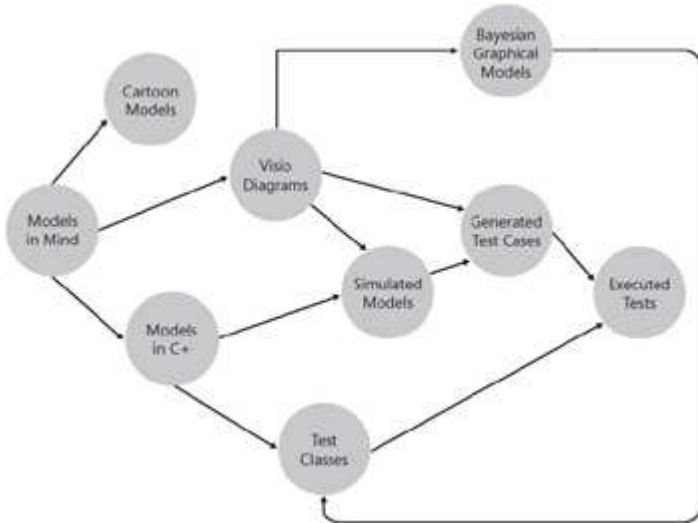 Bayesian
Graphical
Models
Cartoon
Models
Visio
Diagrams
Models
in Mind
Generated
Test Cases
Simulated
Models
Executed
Tests
Models
in C+
Test
Classes